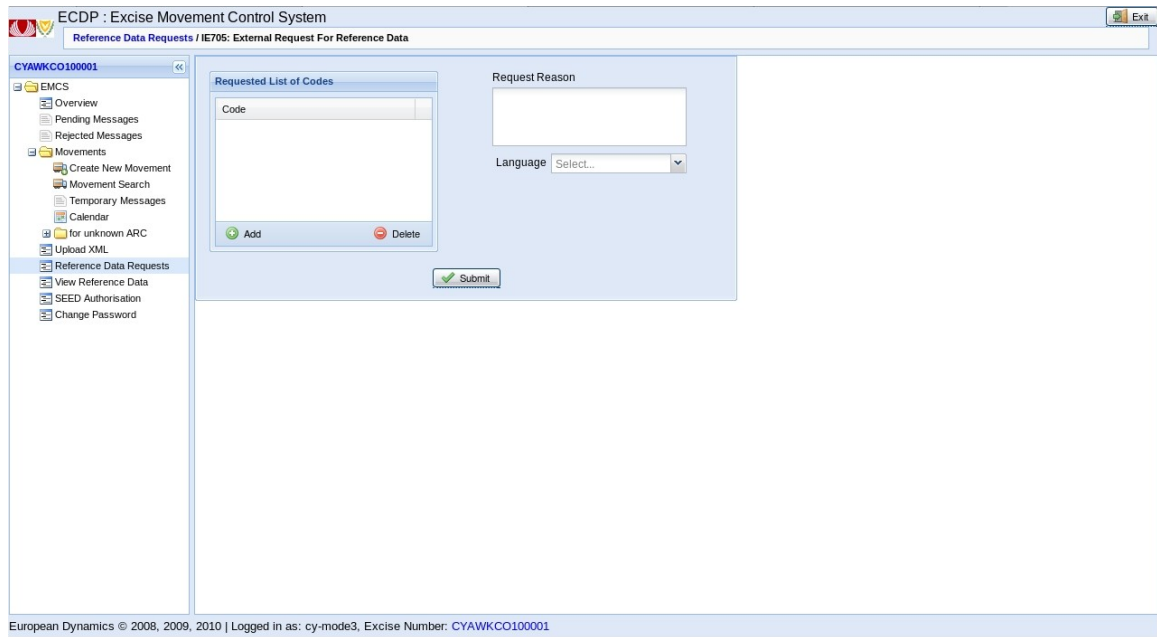 ECDP : Excise Movement Control System
Exit
Reference Data Requests / IE705: External Request For Reference Data
CYAWKCO100001
EMCS
Overview
Pending Messages
Rejected Messages
Movements
Create New Movement
Movement Search
Temporary Messages
Calendar
for unknown ARC
Upload XML
Reference Data Requests
View Reference Data
SEED Authorisation
Change Password
Requested List of Codes
Code
Add
Delete
Request Reason
Language Select...
Submit
European Dynamics © 2008, 2009, 2010 | Logged in as: cy-mode3, Excise Number: CYAWKCO100001